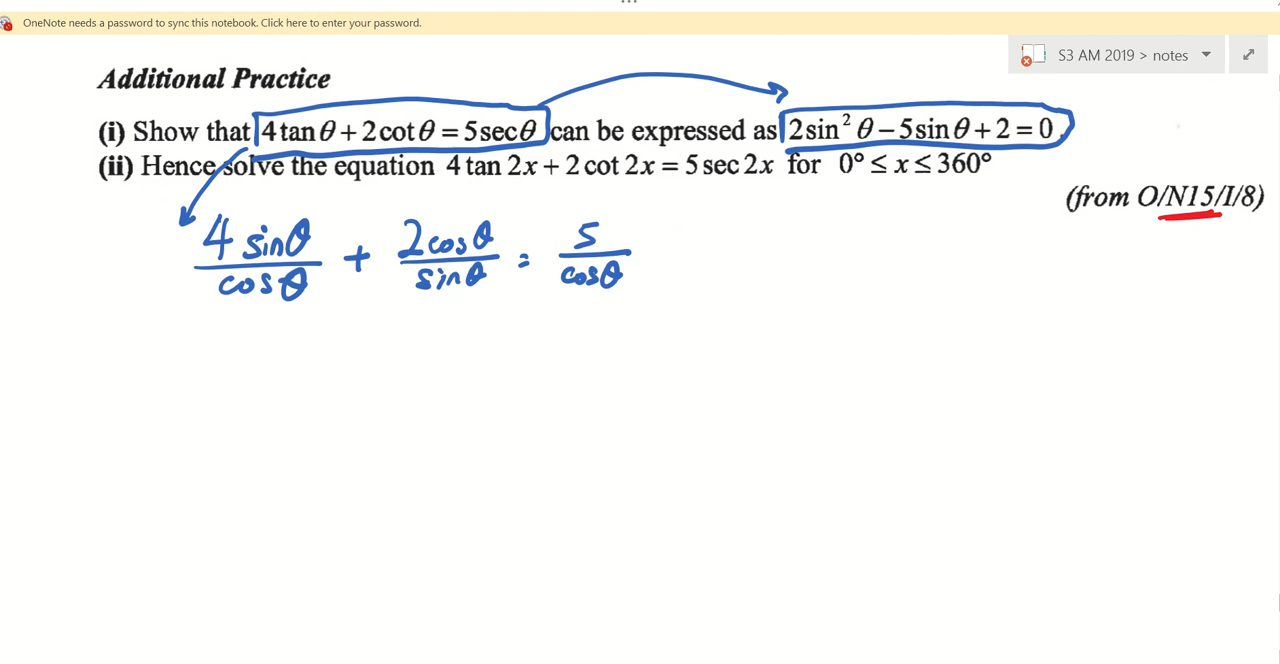 OneNote needs a password to sync this notebook. Click here to enter your password.
S3 AM 2019 > notes
Additional Practice
(i) Show that 4 tan θ + 2 cot θ = 5 sec θ can be expressed as 2 sin² θ − 5 sin θ + 2 = 0.
(ii) Hence solve the equation 4 tan 2x + 2 cot 2x = 5 sec 2x for 0° ≤ x ≤ 360°
(from O/N15/I/8)
4 sinθ/cosθ + 2cosθ/sinθ = 5/cosθ